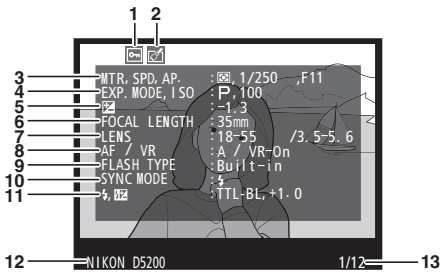 1 2
3 MTR, SPD, AP. : , 1/250 ,F11
4 EXP. MODE, ISO : P, 100
5 : -1.3
6 FOCAL LENGTH : 35mm
7 LENS : 18-55 /3.5-5.6
8 AF / VR : A / VR-On
9 FLASH TYPE : Built-in
10 SYNC MODE :
11 , : TTL-BL, +1.0
12 NIKON D5200 1/12 13